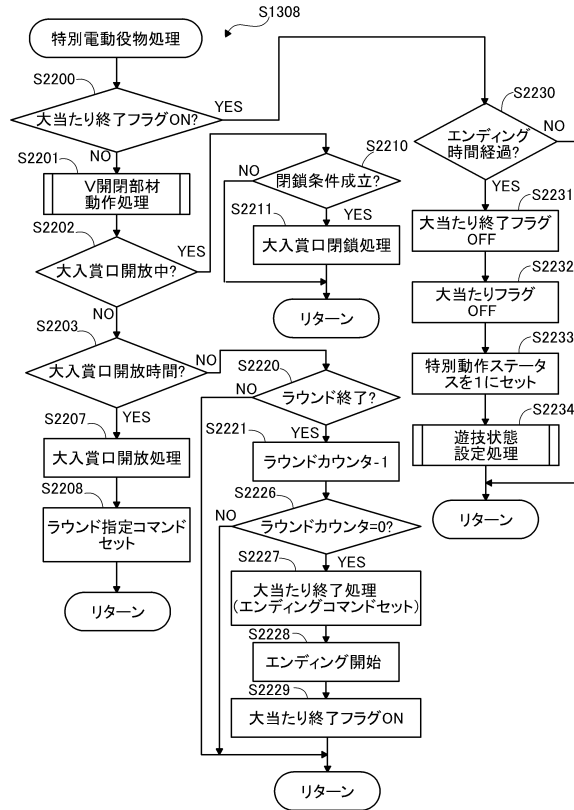 S1308
特別電動役物処理
S2200
大当たり終了フラグON?
YES
NO
S2201
V開閉部材
動作処理
S2202
大入賞口開放中?
YES
NO
S2203
大入賞口開放時間?
NO
YES
S2207
大入賞口開放処理
S2208
ラウンド指定コマンド
セット
リターン
S2210
閉鎖条件成立?
NO
YES
S2211
大入賞口閉鎖処理
リターン
S2220
ラウンド終了?
NO
YES
S2221
ラウンドカウンタ-1
S2226
ラウンドカウンタ=0?
NO
YES
S2227
大当たり終了処理
(エンディングコマンドセット)
S2228
エンディング開始
S2229
大当たり終了フラグON
リターン
S2230
エンディング
時間経過?
NO
YES
S2231
大当たり終了フラグ
OFF
S2232
大当たりフラグ
OFF
S2233
特別動作ステータ
スを1にセット
S2234
遊技状態
設定処理
リターン